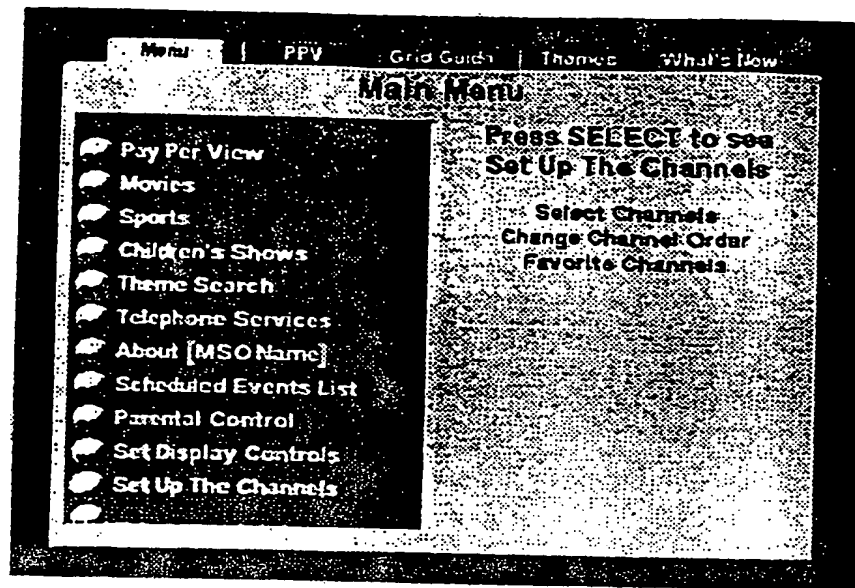 Menu | PPV Grid Guide | Themes What's New
Main Menu
Pay Per View
Movies
Sports
Children's Shows
Theme Search
Telephone Services
About [MSO Name]
Scheduled Events List
Parental Control
Set Display Controls
Set Up The Channels
Press SELECT to see
Set Up The Channels
Select Channels
Change Channel Order
Favorite Channels